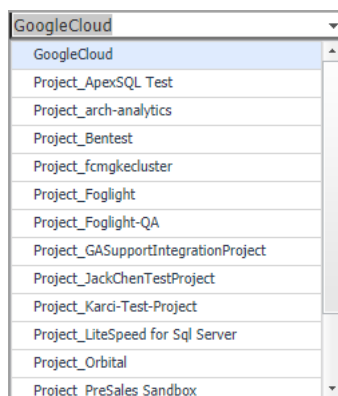 GoogleCloud
GoogleCloud
Project_ApexSQL Test
Project_arch-analytics
Project_Bentest
Project_fcmgkecluster
Project_Foglight
Project_Foglight-QA
Project_GASupportIntegrationProject
Project_JackChenTestProject
Project_Karci-Test-Project
Project_LiteSpeed for Sql Server
Project_Orbital
Project_PreSales Sandbox